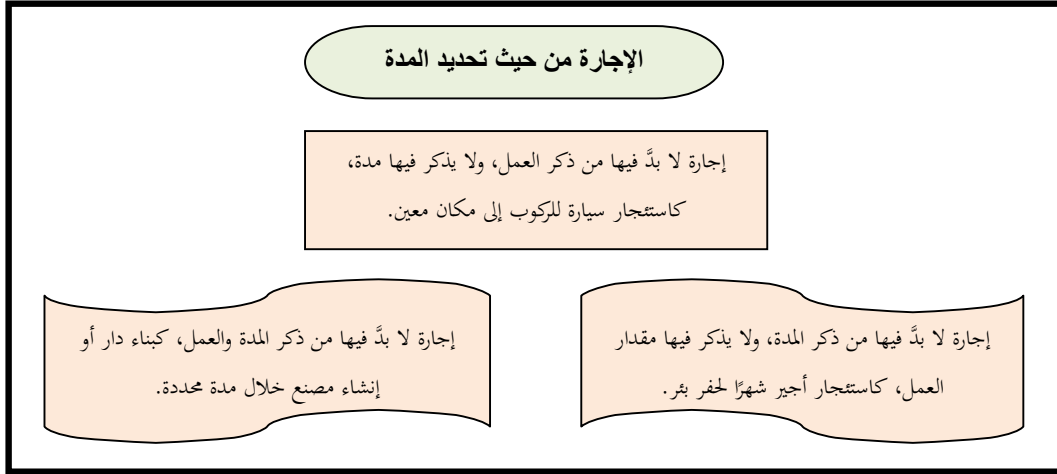 الإجارة من حيث تحديد المدة
إجارة لا بدَّ فيها من ذكر العمل، ولا يذكر فيها مدة،
كاستئجار سيارة للركوب إلى مكان معين.
إجارة لا بدَّ فيها من ذكر المدة، ولا يذكر فيها مقدار
العمل، كاستئجار أجير شهرًا لحفر بئر.
إجارة لا بدَّ فيها من ذكر المدة والعمل، كبناء دار أو
إنشاء مصنع خلال مدة محددة.